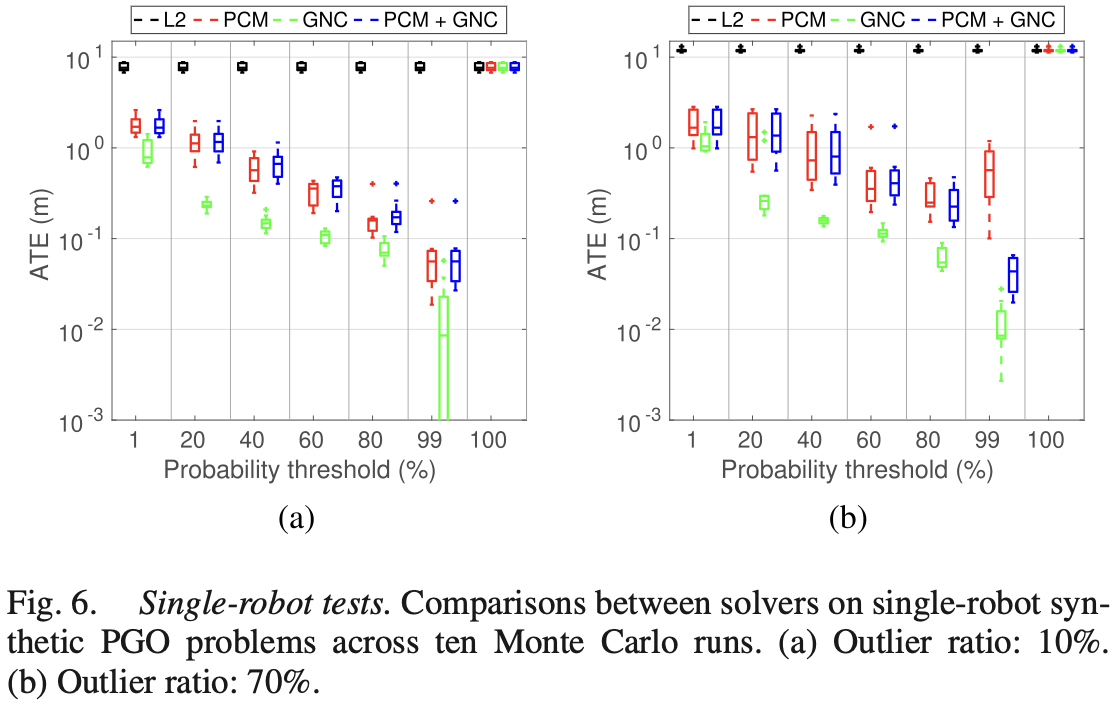 L2 PCM GNC PCM + GNC
10^1
10^0
10^-1
10^-2
10^-3
ATE (m)
1 20 40 60 80 99 100
Probability threshold (%)
(a)
L2 PCM GNC PCM + GNC
10^1
10^0
10^-1
10^-2
10^-3
ATE (m)
1 20 40 60 80 99 100
Probability threshold (%)
(b)
Fig. 6. Single-robot tests. Comparisons between solvers on single-robot syn-
thetic PGO problems across ten Monte Carlo runs. (a) Outlier ratio: 10%.
(b) Outlier ratio: 70%.